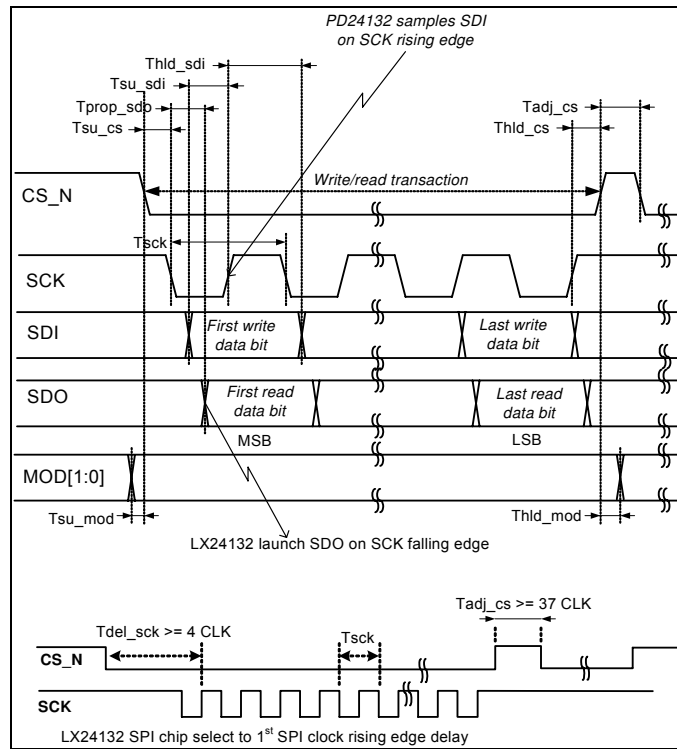 PD24132 samples SDI
on SCK rising edge
Thld_sdi
Tsu_sdi
Tprop_sdo
Tsu_cs
Tadj_cs
Thld_cs
CS_N
Write/read transaction
Tsck
SCK
SDI
First write
data bit
Last write
data bit
SDO
First read
data bit
Last read
data bit
MSB
LSB
MOD[1:0]
Tsu_mod
Thld_mod
LX24132 launch SDO on SCK falling edge
Tadj_cs >= 37 CLK
Tdel_sck >= 4 CLK
Tsck
CS_N
SCK
LX24132 SPI chip select to 1st SPI clock rising edge delay